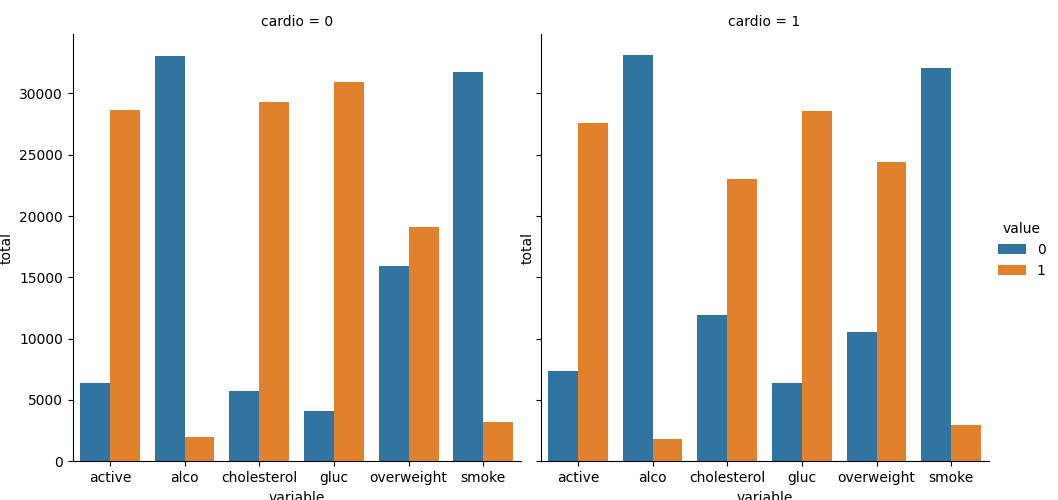 cardio = 0
cardio = 1
30000
25000
20000
15000
10000
5000
0
total
total
active alco cholesterol gluc overweight smoke
active alco cholesterol gluc overweight smoke
variable
variable
value
0
1